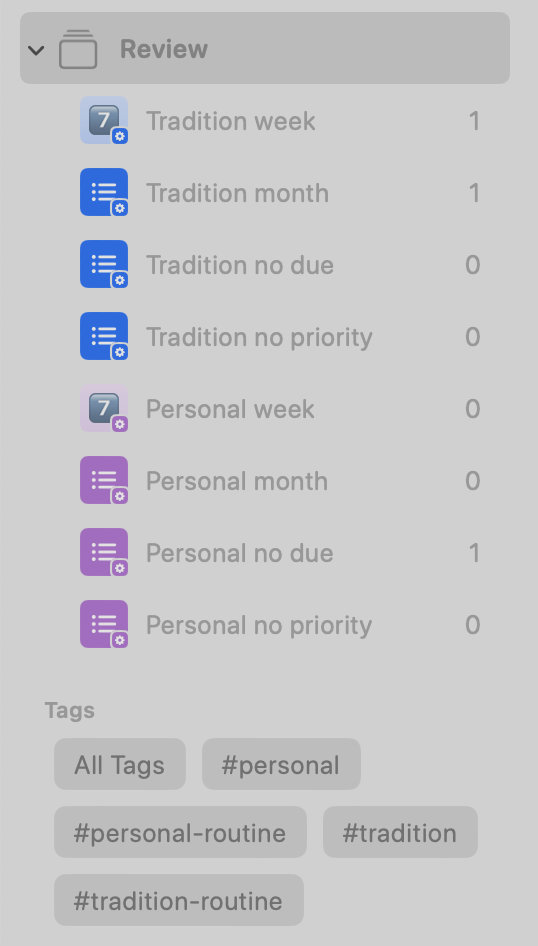 Review
7 Tradition week 1
Tradition month 1
Tradition no due 0
Tradition no priority 0
7 Personal week 0
Personal month 0
Personal no due 1
Personal no priority 0
Tags
All Tags #personal
#personal-routine #tradition
#tradition-routine